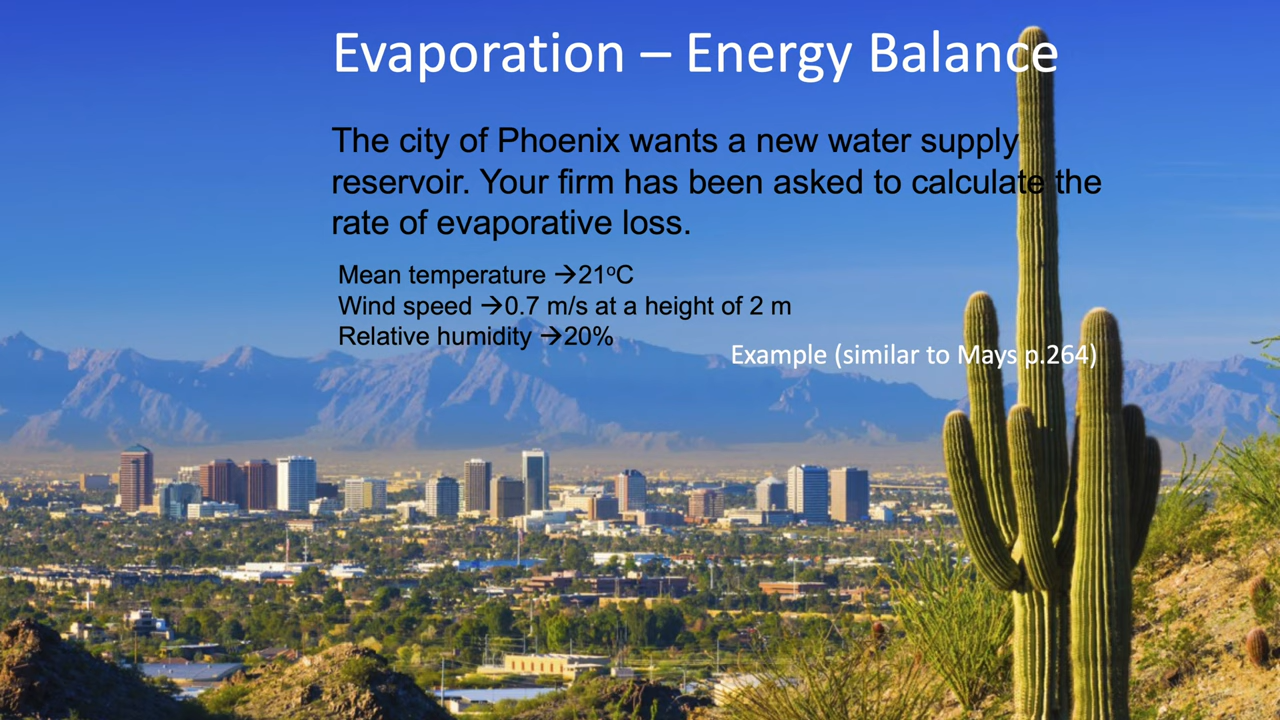 Evaporation – Energy Balance
The city of Phoenix wants a new water supply
reservoir. Your firm has been asked to calculate the
rate of evaporative loss.
Mean temperature →21ºC
Wind speed →0.7 m/s at a height of 2 m
Relative humidity →20%
Example (similar to Mays p.264)